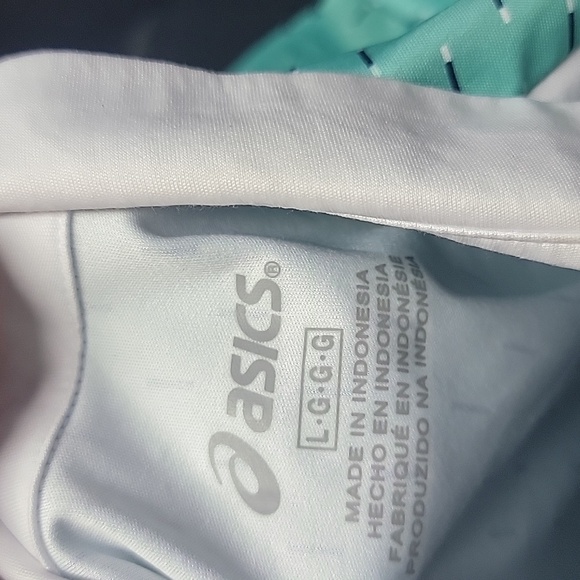 asics®
L·G·G·G
MADE IN INDONESIA
HECHO EN INDONESIA
FABRIQUÉ EN INDONÉSIE
PRODUZIDO NA INDONÉSIA